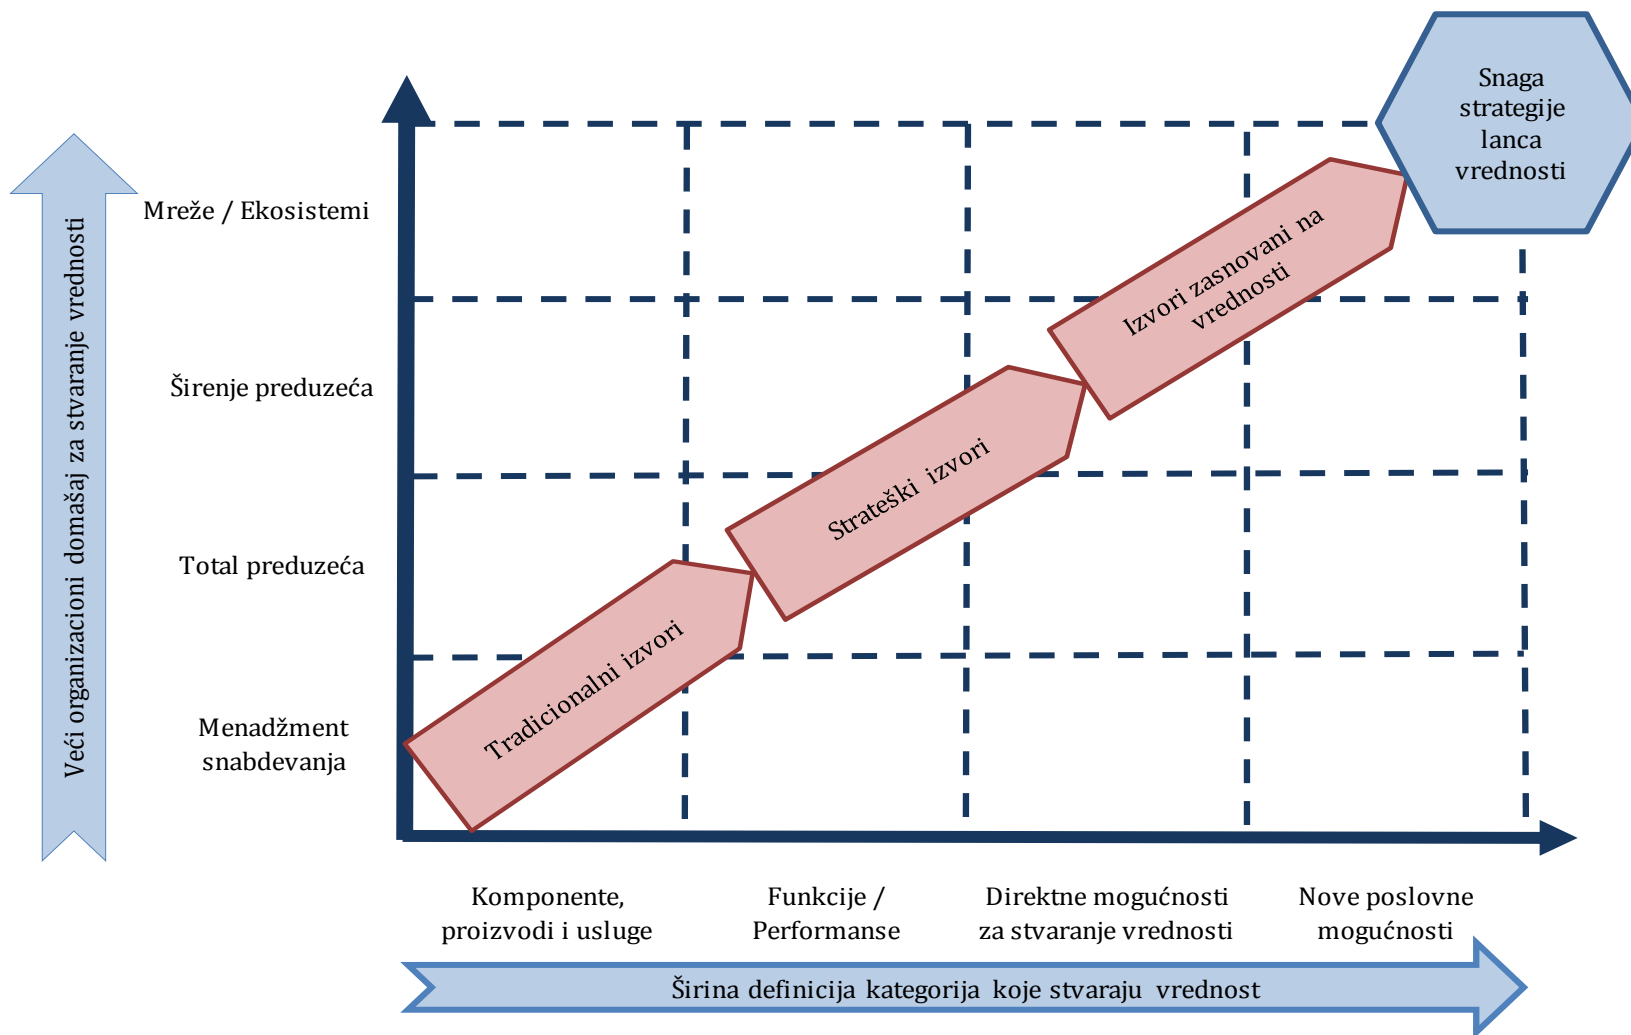 Snaga
strategije
lanca
vrednosti
Veći organizacioni domašaj za stvaranje vrednosti
Mreže / Ekosistemi
Širenje preduzeća
Total preduzeća
Menadžment
snabdevanja
Izvori zasnovani na
vrednosti
Strateški izvori
Tradicionalni izvori
Komponente,
proizvodi i usluge
Funkcije /
Performanse
Direktne mogućnosti
za stvaranje vrednosti
Nove poslovne
mogućnosti
Širina definicija kategorija koje stvaraju vrednost